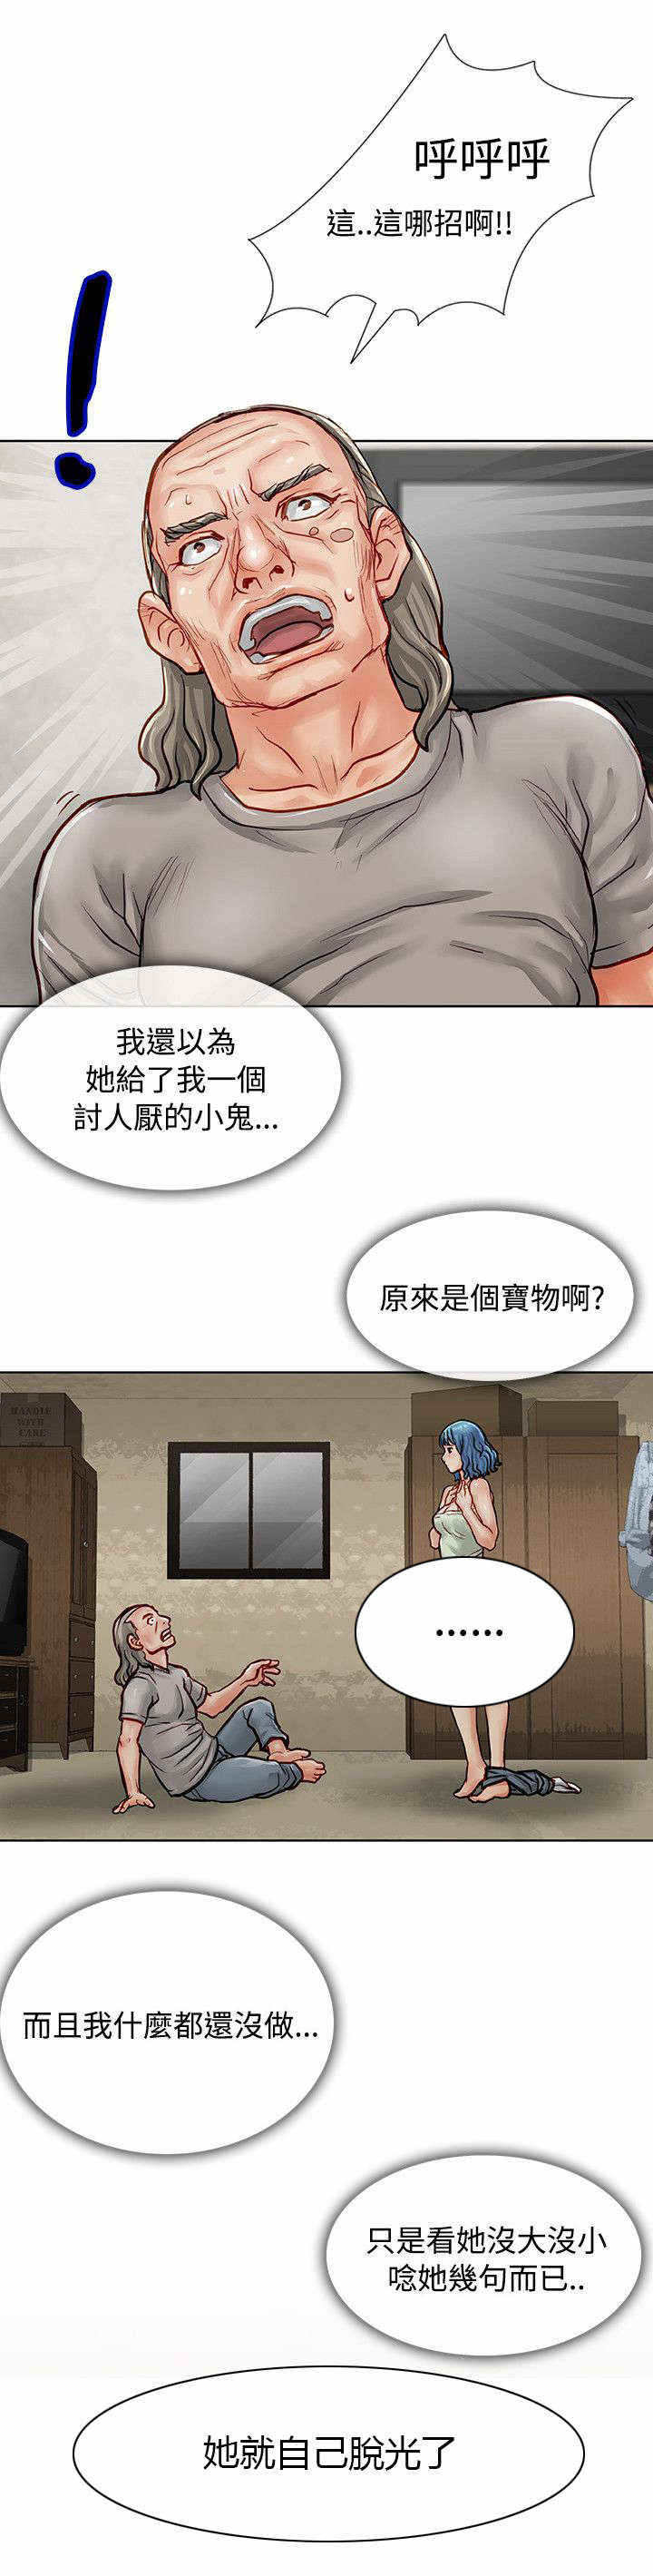 呼呼呼
這..這哪招啊!!
!
我還以為
她給了我一個
討人厭的小鬼...
原來是個寶物啊?
HANDLE
WITH
CARE
......
而且我什麼都還沒做...
只是看她沒大沒小
唸她幾句而已..
她就自己脫光了